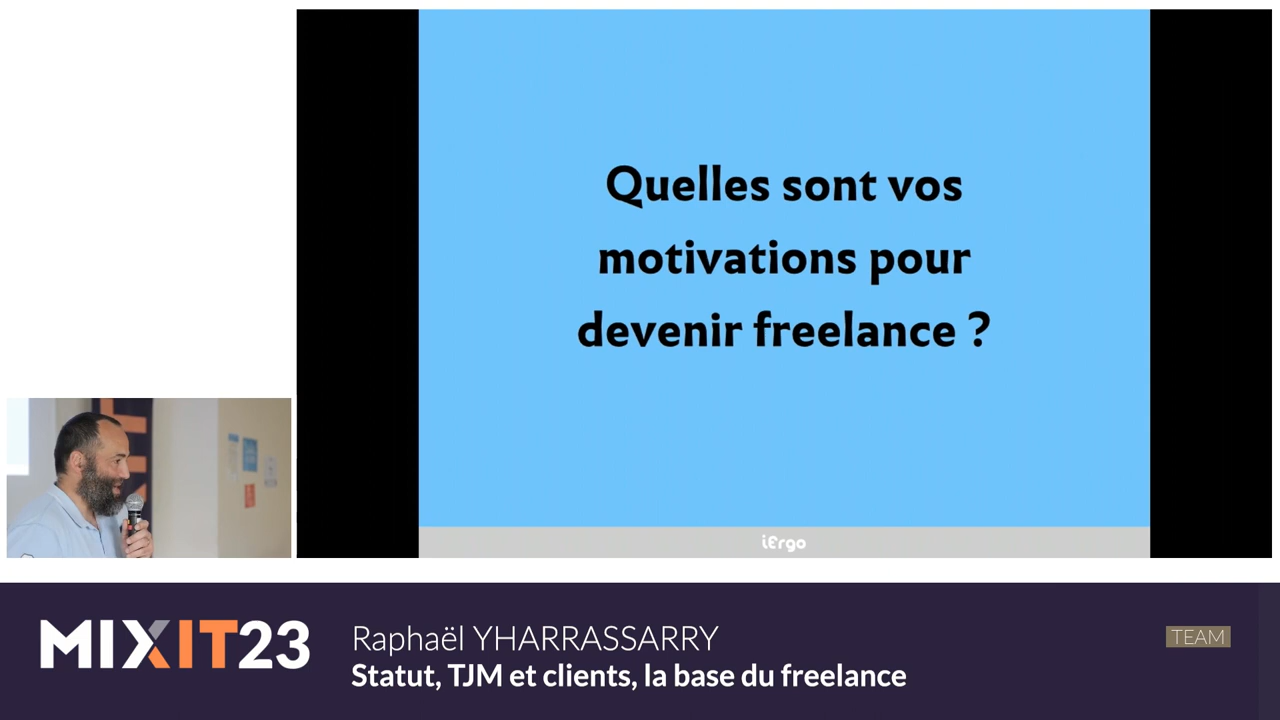 Quelles sont vos
motivations pour
devenir freelance ?
iErgo
MIXIT23
Raphaël YHARRASSARRY
Statut, TJM et clients, la base du freelance
TEAM